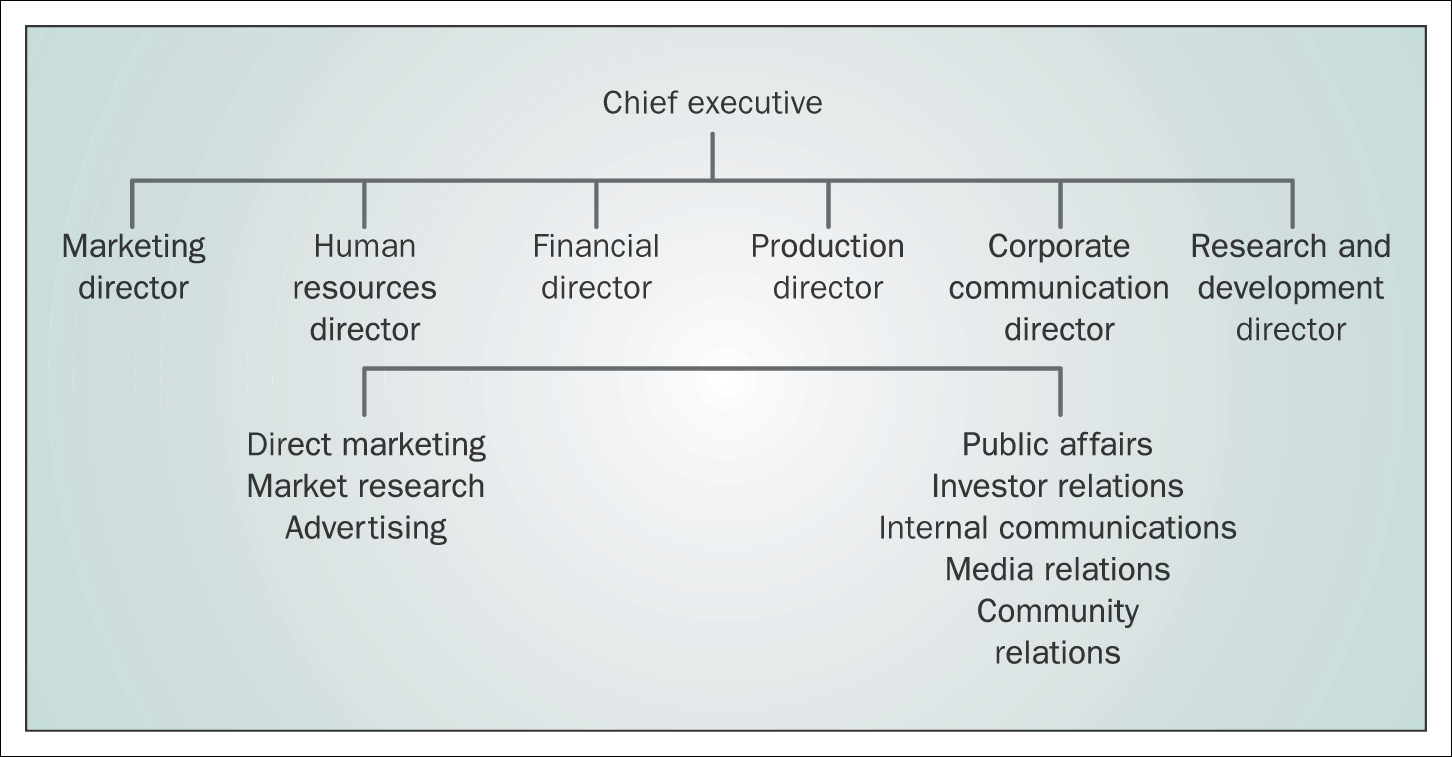 Chief executive
Marketing
director
Human
resources
director
Financial
director
Production
director
Corporate
communication
director
Research and
development
director
Direct marketing
Market research
Advertising
Public affairs
Investor relations
Internal communications
Media relations
Community
relations